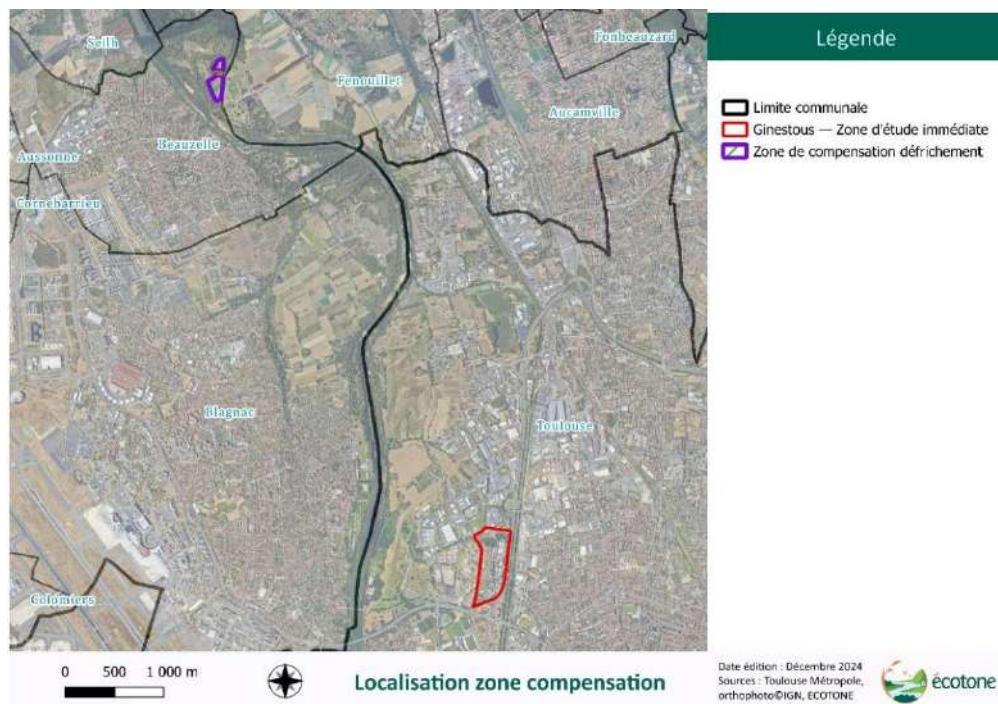 Seilh
Fonbeauzard
Fenouillet
Aucamville
Beauzelle
Aussonne
Cornebarrieu
Blagnac
Toulouse
Colomiers
Légende
Limite communale
Ginestous — Zone d'étude immédiate
Zone de compensation défrichement
0 500 1 000 m
Localisation zone compensation
Date édition : Décembre 2024
Sources : Toulouse Métropole,
orthophoto©IGN, ECOTONE
écotone